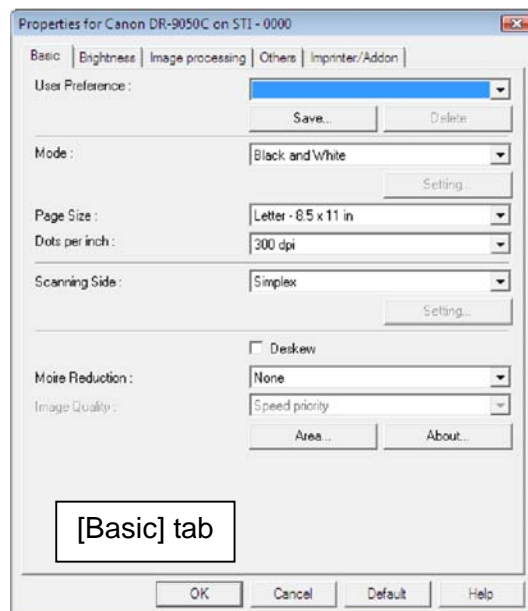 Properties for Canon DR-9050C on STI - 0000
Basic Brightness Image processing Others Imprinter/Addon
User Preference :
Save... Delete
Mode : Black and White
Setting...
Page Size : Letter - 8.5 x 11 in
Dots per inch : 300 dpi
Scanning Side : Simplex
Setting...
Deskew
Moire Reduction : None
Image Quality : Speed priority
Area... About...
[Basic] tab
OK Cancel Default Help